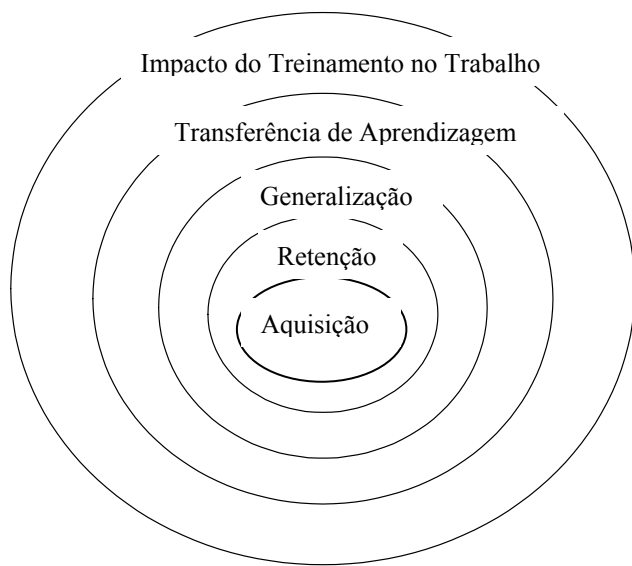 Impacto do Treinamento no Trabalho
Transferência de Aprendizagem
Generalização
Retenção
Aquisição